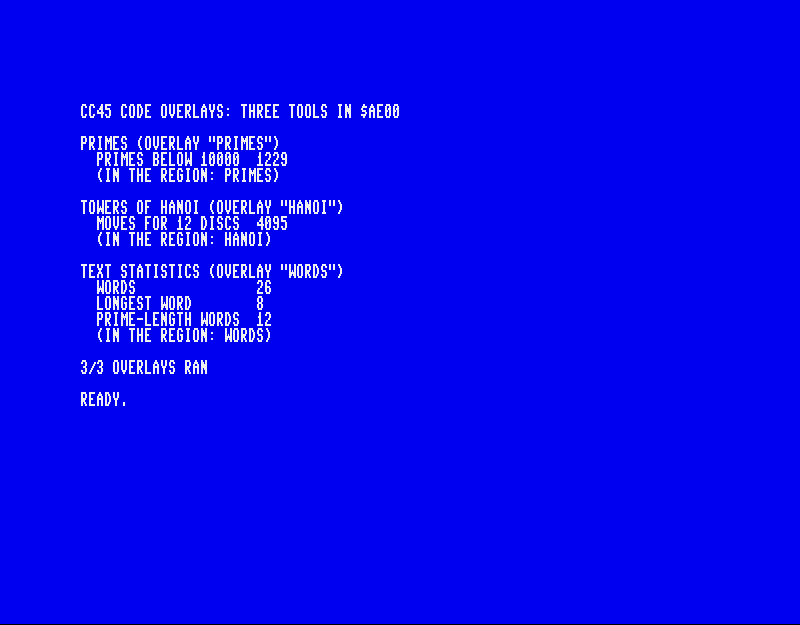 CC45 CODE OVERLAYS: THREE TOOLS IN $AE00
PRIMES (OVERLAY "PRIMES")
PRIMES BELOW 10000  1229
(IN THE REGION: PRIMES)
TOWERS OF HANOI (OVERLAY "HANOI")
MOVES FOR 12 DISCS  4095
(IN THE REGION: HANOI)
TEXT STATISTICS (OVERLAY "WORDS")
WORDS               26
LONGEST WORD        8
PRIME-LENGTH WORDS  12
(IN THE REGION: WORDS)
3/3 OVERLAYS RAN
READY.